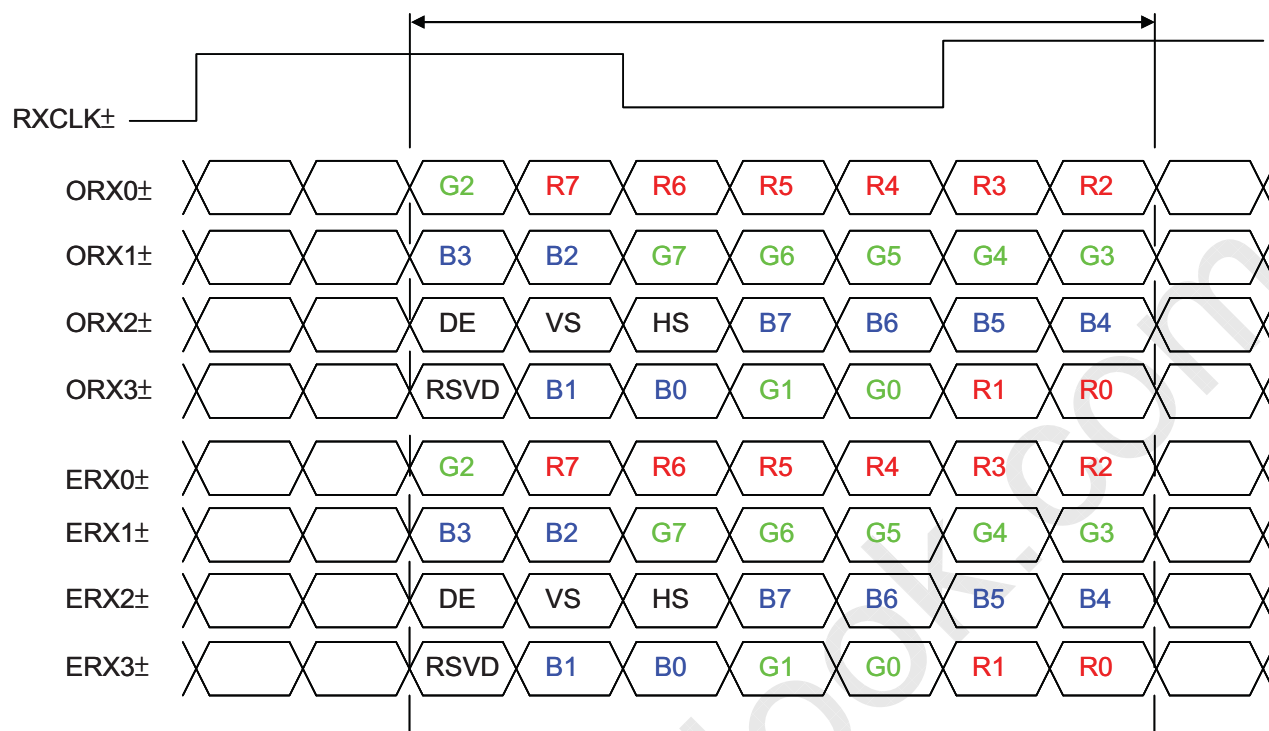 RXCLK±
ORX0± G2 R7 R6 R5 R4 R3 R2
ORX1± B3 B2 G7 G6 G5 G4 G3
ORX2± DE VS HS B7 B6 B5 B4
ORX3± RSVD B1 B0 G1 G0 R1 R0
ERX0± G2 R7 R6 R5 R4 R3 R2
ERX1± B3 B2 G7 G6 G5 G4 G3
ERX2± DE VS HS B7 B6 B5 B4
ERX3± RSVD B1 B0 G1 G0 R1 R0
look.com